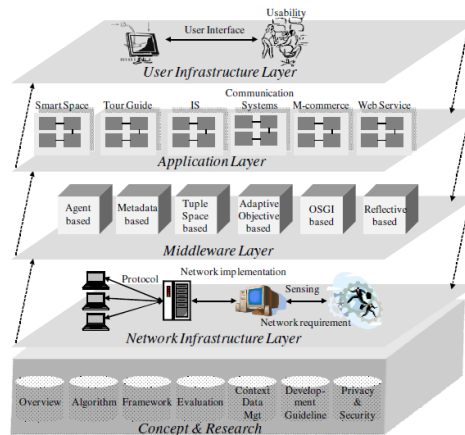 Usability
User Interface
User Infrastructure Layer
Communication
Smart Space Tour Guide IS Systems M-commerce Web Service
Application Layer
Agent based
Metadata based
Tuple Space based
Adaptive Objective based
OSGI based
Reflective based
Middleware Layer
Network implementation
Protocol
Sensing
Network requirement
Network Infrastructure Layer
Overview
Algorithm
Framework
Evaluation
Context Data Mgt
Develop-
ment
Guideline
Privacy & Security
Concept & Research